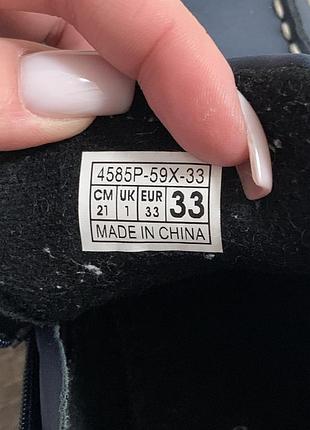 4585P-59X-33
CM UK EUR 33
21 1 33
MADE IN CHINA